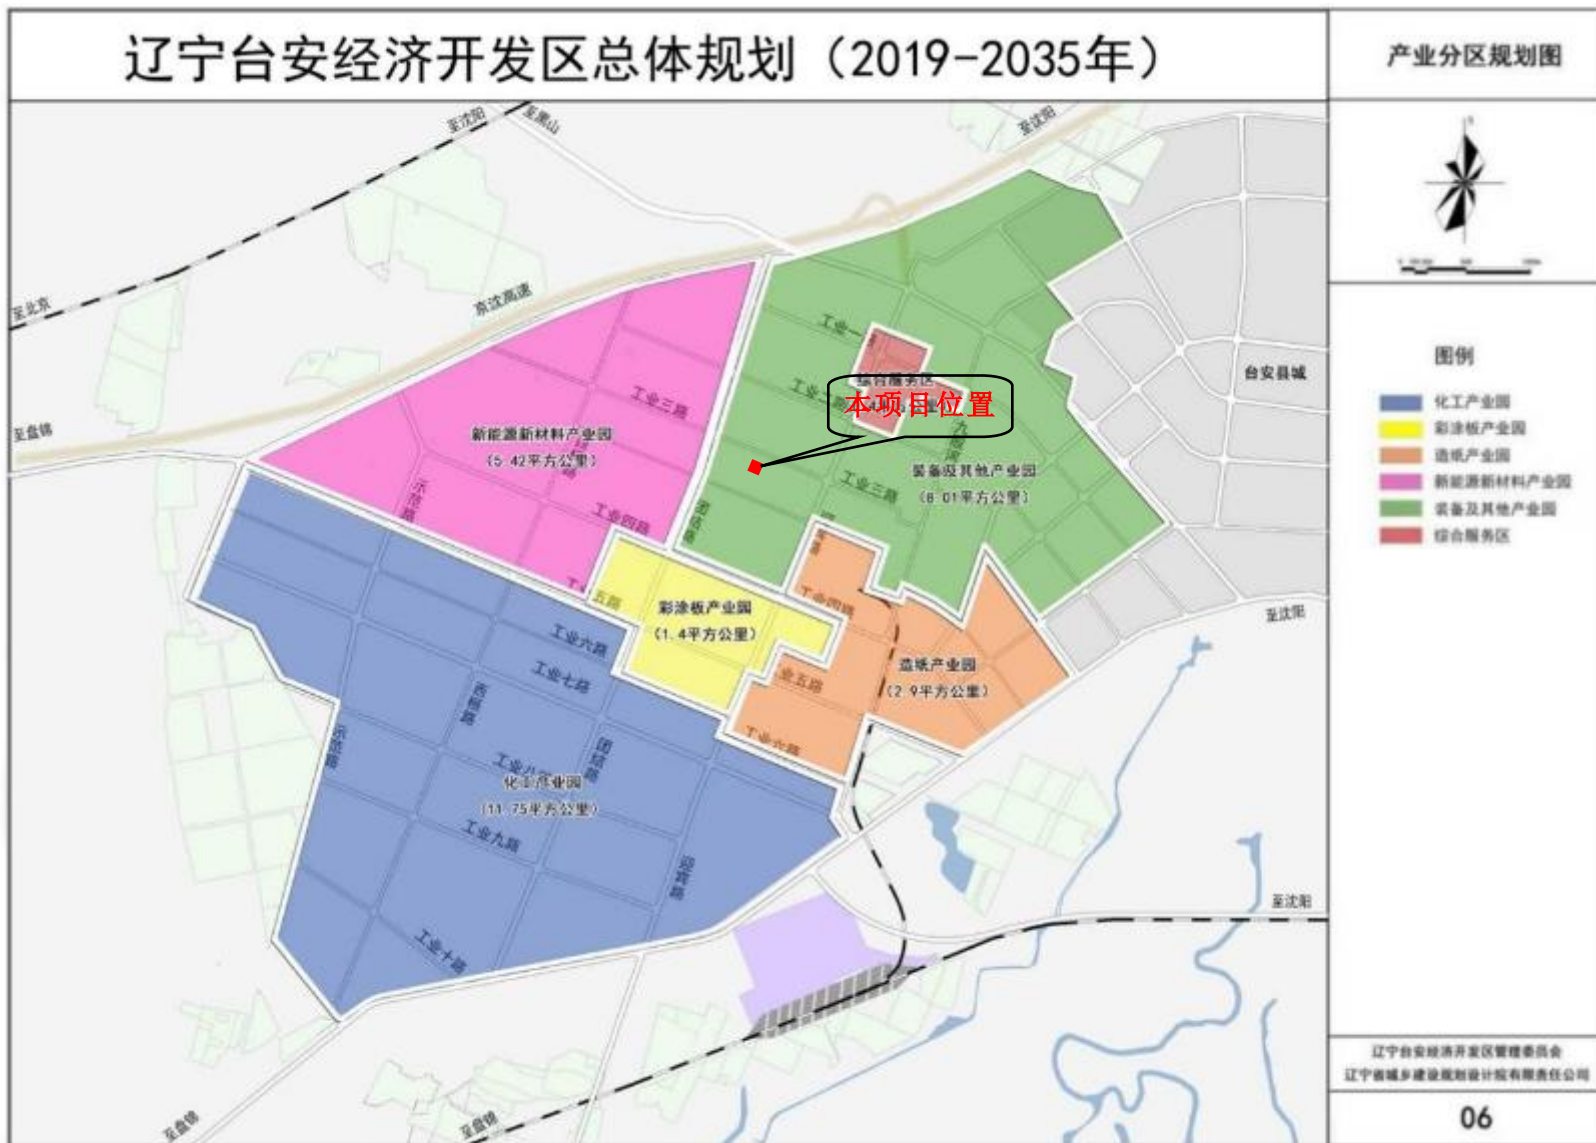 辽宁台安经济开发区总体规划（2019-2035年）
产业分区规划图
至沈阳
至黑山
至沈阳
至北京
京沈高速
至盘锦
工业一
综合服务区
工业二
本项目位置
台安县城
工业三路
新能源新材料产业园
(5.42平方公里)
示范路
工业四路
团结路
工业三路
装备及其他产业园
(8.01平方公里)
五路
彩涂板产业园
(1.4平方公里)
工业四路
至沈阳
工业六路
工业七路
工业五路
造纸产业园
(2.9平方公里)
工业六路
西桓路
示范路
团结路
工业八
化工产业园
(11.75平方公里)
工业九路
迎宾路
工业十路
至沈阳
至盘锦
至盘锦
图例
化工产业园
彩涂板产业园
造纸产业园
新能源新材料产业园
装备及其他产业园
综合服务区
辽宁台安经济开发区管理委员会
辽宁省城乡建设规划设计院有限责任公司
06